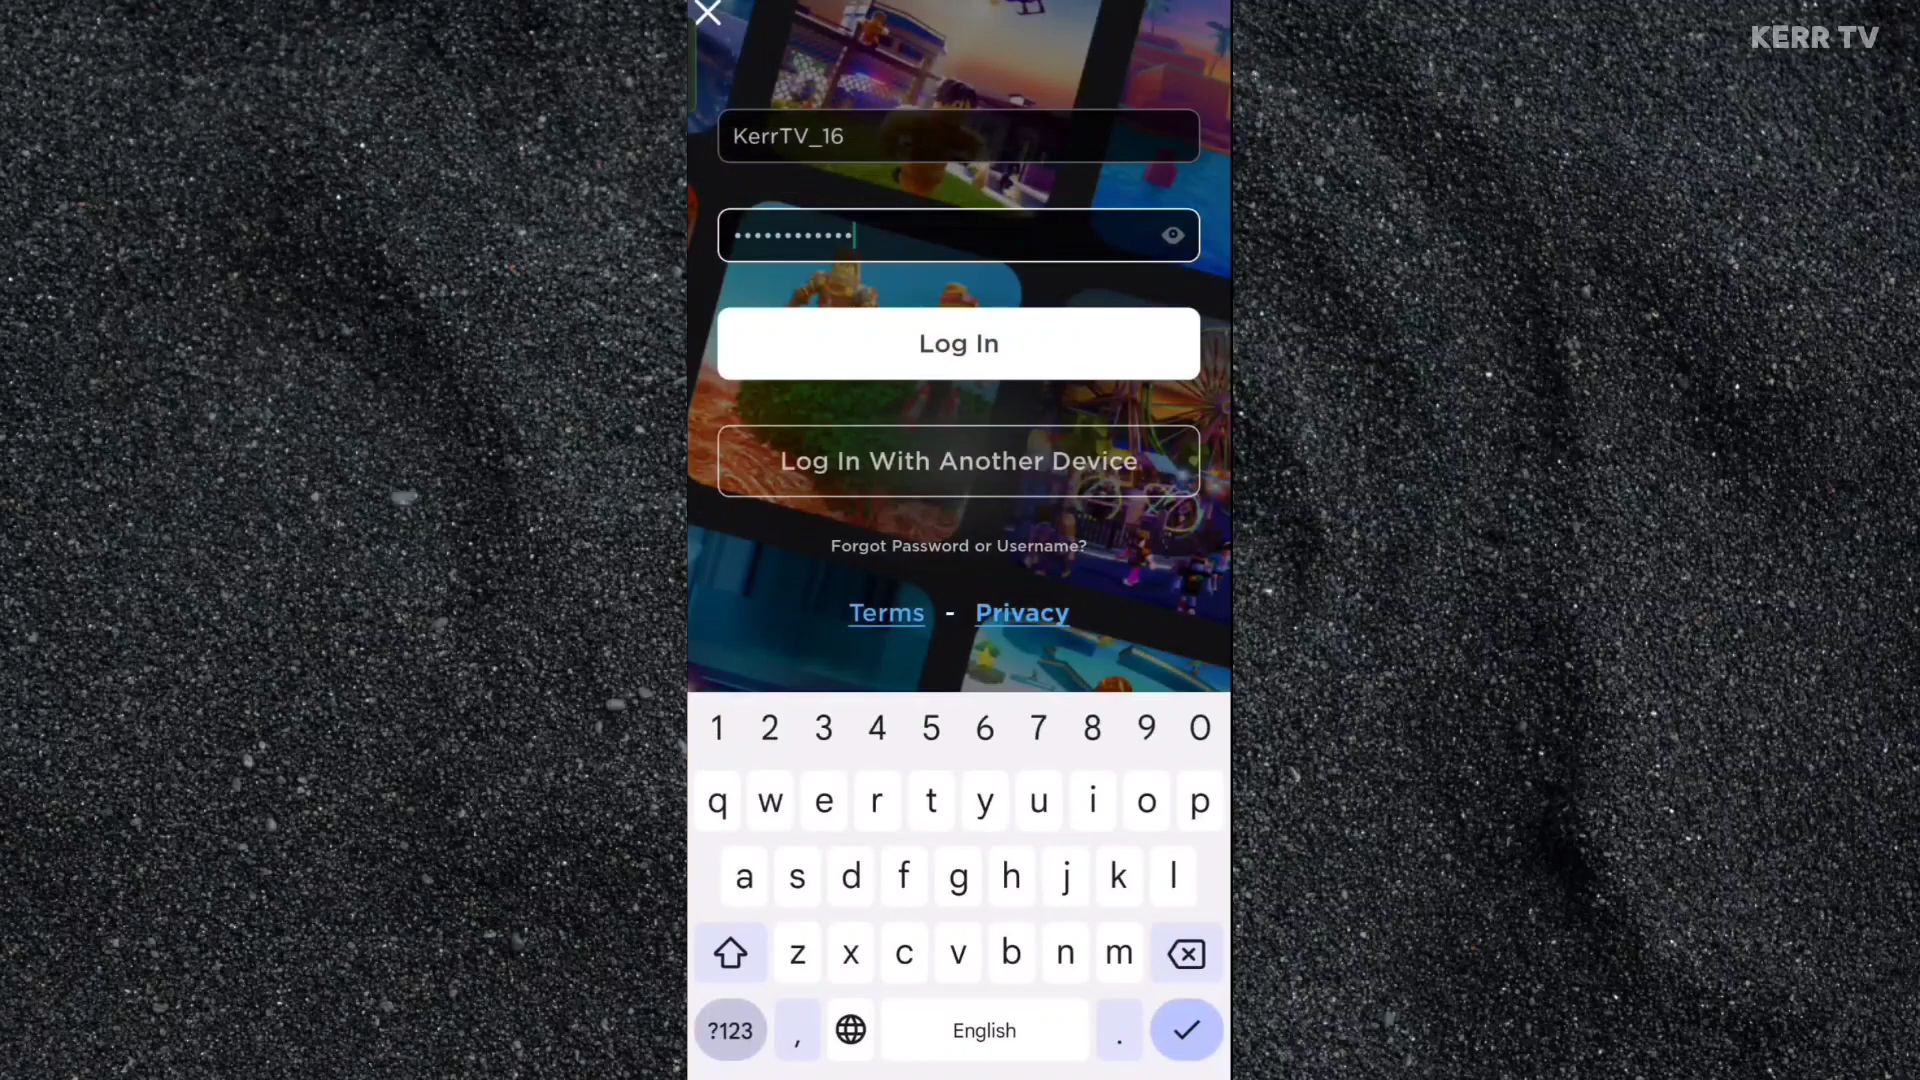 KERR TV
KerrTV_16
••••••••••••
Log In
Log In With Another Device
Forgot Password or Username?
Terms - Privacy
1 2 3 4 5 6 7 8 9 0
q w e r t y u i o p
a s d f g h j k l
z x c v b n m
?123 , English .